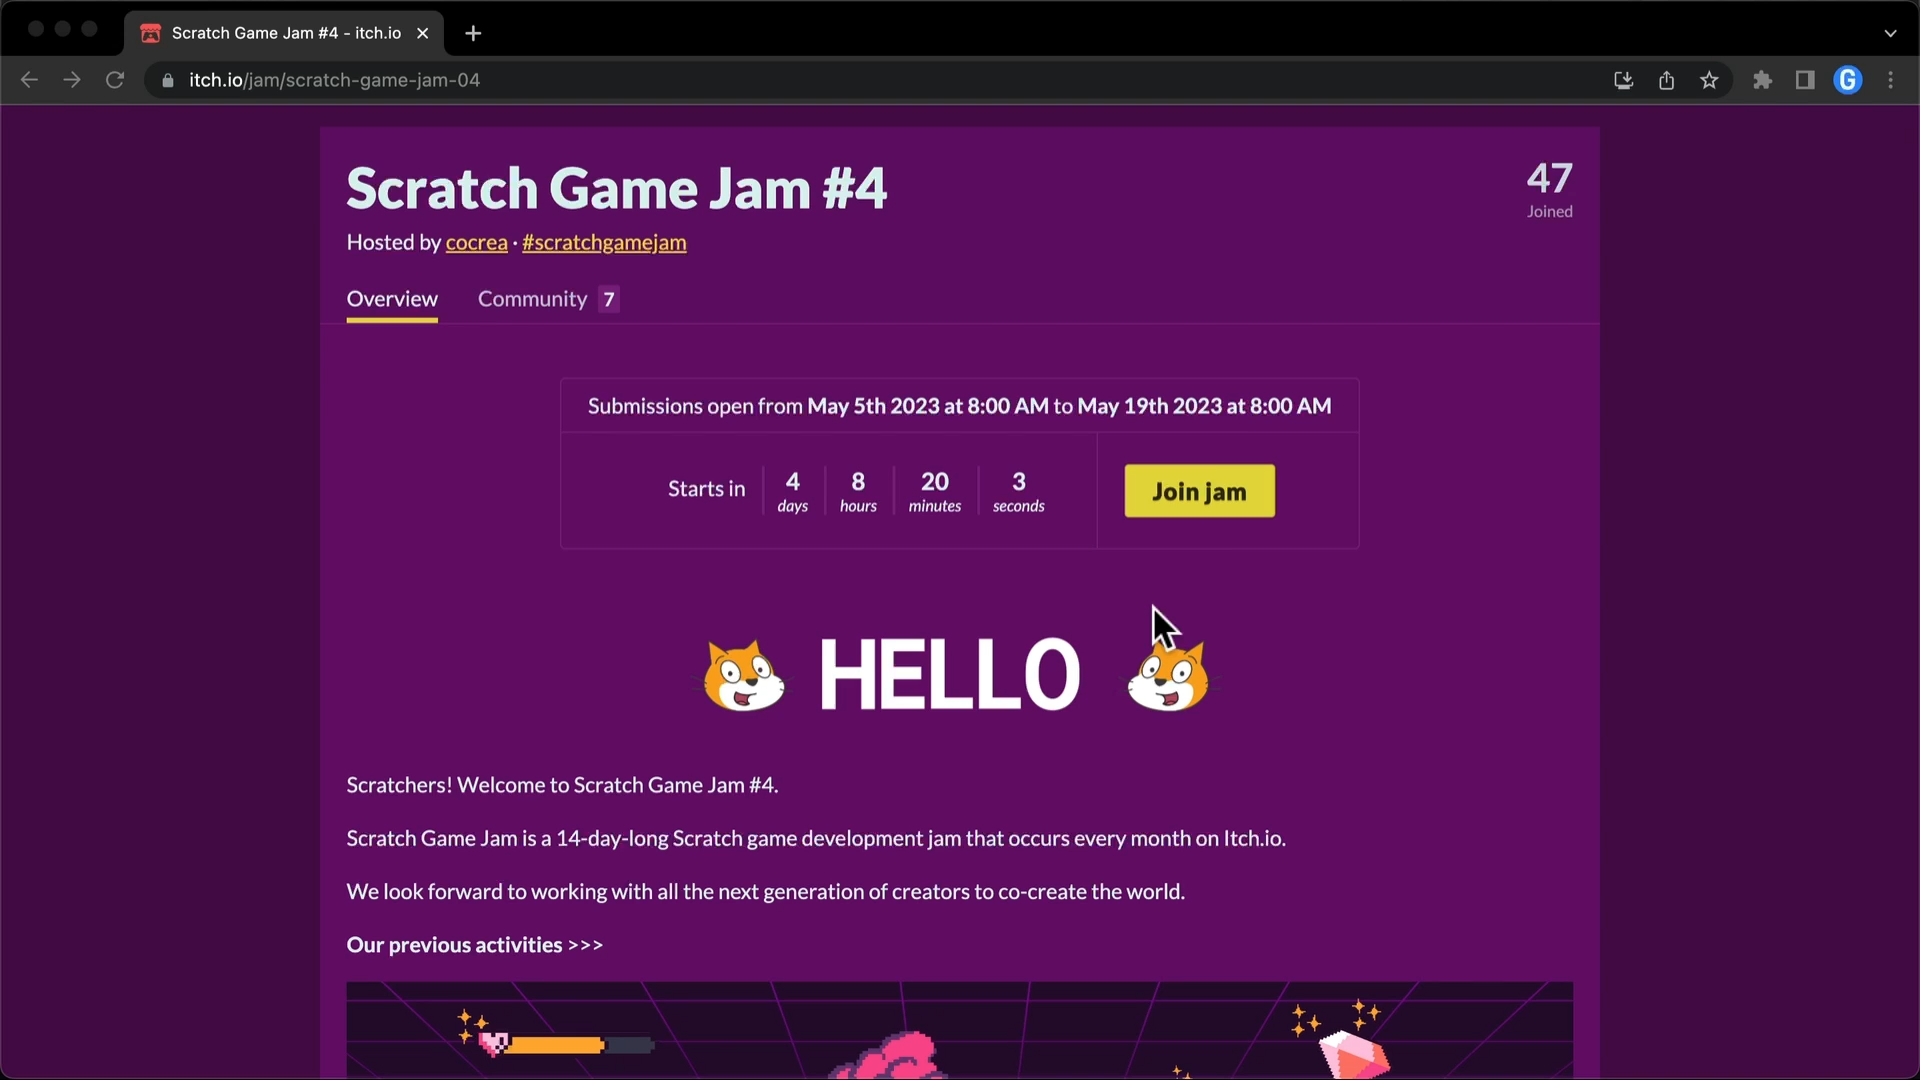 Scratch Game Jam #4 - itch.io
itch.io/jam/scratch-game-jam-04
G
Scratch Game Jam #4
47
Joined
Hosted by cocrea · #scratchgamejam
Overview Community 7
Submissions open from May 5th 2023 at 8:00 AM to May 19th 2023 at 8:00 AM
Starts in 4 days 8 hours 20 minutes 3 seconds
Join jam
HELLO
Scratchers! Welcome to Scratch Game Jam #4.
Scratch Game Jam is a 14-day-long Scratch game development jam that occurs every month on Itch.io.
We look forward to working with all the next generation of creators to co-create the world.
Our previous activities >>>